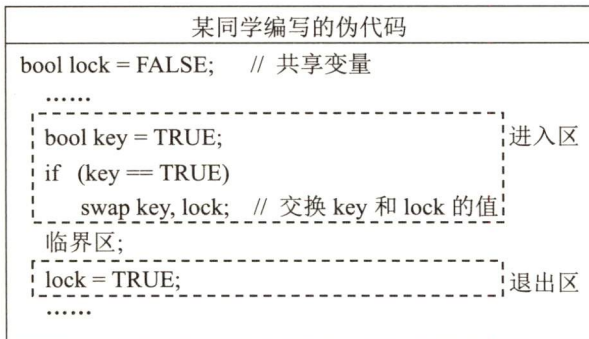 某同学编写的伪代码
bool lock = FALSE; // 共享变量
……
bool key = TRUE; 进入区
if (key == TRUE)
swap key, lock; // 交换 key 和 lock 的值
临界区;
lock = TRUE; 退出区
……